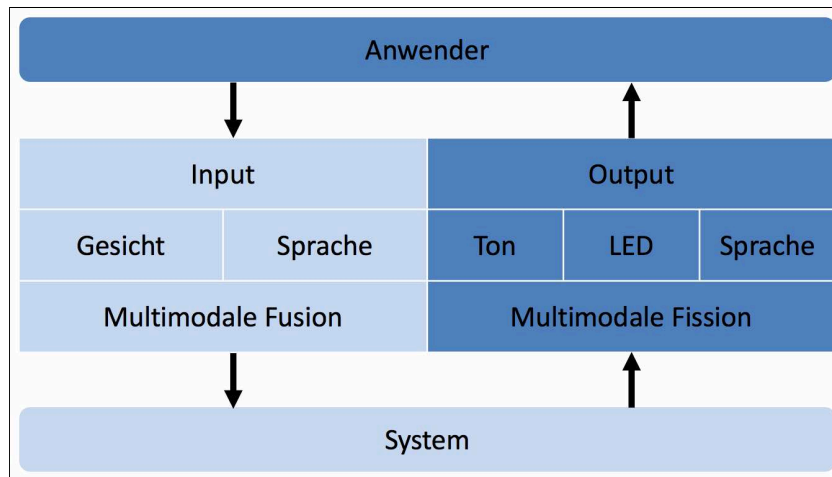 Anwender
Input Output
Gesicht Sprache Ton LED Sprache
Multimodale Fusion Multimodale Fission
System